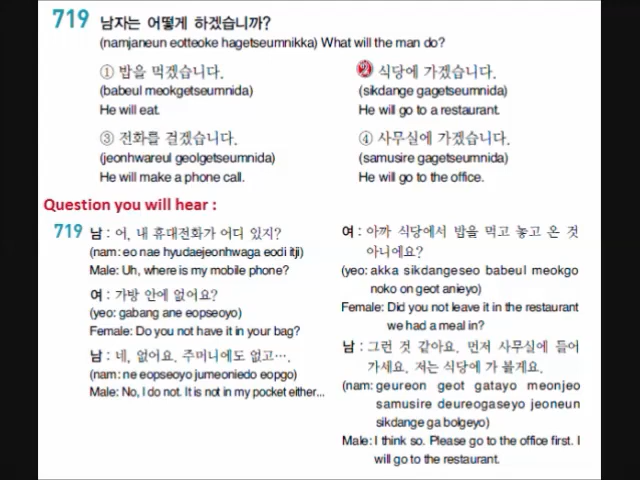 719 남자는 어떻게 하겠습니까?
(namjaneun eotteoke hagetseumnikka) What will the man do?
① 밥을 먹겠습니다.
(babeul meokgetseumnida)
He will eat.
② 식당에 가겠습니다.
(sikdange gagetseumnida)
He will go to a restaurant.
③ 전화를 걸겠습니다.
(jeonhwareul geolgetseumnida)
He will make a phone call.
④ 사무실에 가겠습니다.
(samusire gagetseumnida)
He will go to the office.
Question you will hear :
719 남 : 어, 내 휴대전화가 어디 있지?
(nam: eo nae hyudaejeonhwaga eodi itji)
Male: Uh, where is my mobile phone?
여 : 가방 안에 없어요?
(yeo: gabang ane eopseoyo)
Female: Do you not have it in your bag?
남 : 네, 없어요. 주머니에도 없고….
(nam: ne eopseoyo jumeoniedo eopgo)
Male: No, I do not. It is not in my pocket either...
여 : 아까 식당에서 밥을 먹고 놓고 온 것
아니에요?
(yeo: akka sikdangeseo babeul meokgo
noko on geot anieyo)
Female: Did you not leave it in the restaurant
we had a meal in?
남 : 그런 것 같아요. 먼저 사무실에 들어
가세요. 저는 식당에 가 볼게요.
(nam: geureon geot gatayo meonjeo
samusire deureogaseyo jeoneun
sikdange ga bolgeyo)
Male: I think so. Please go to the office first. I
will go to the restaurant.